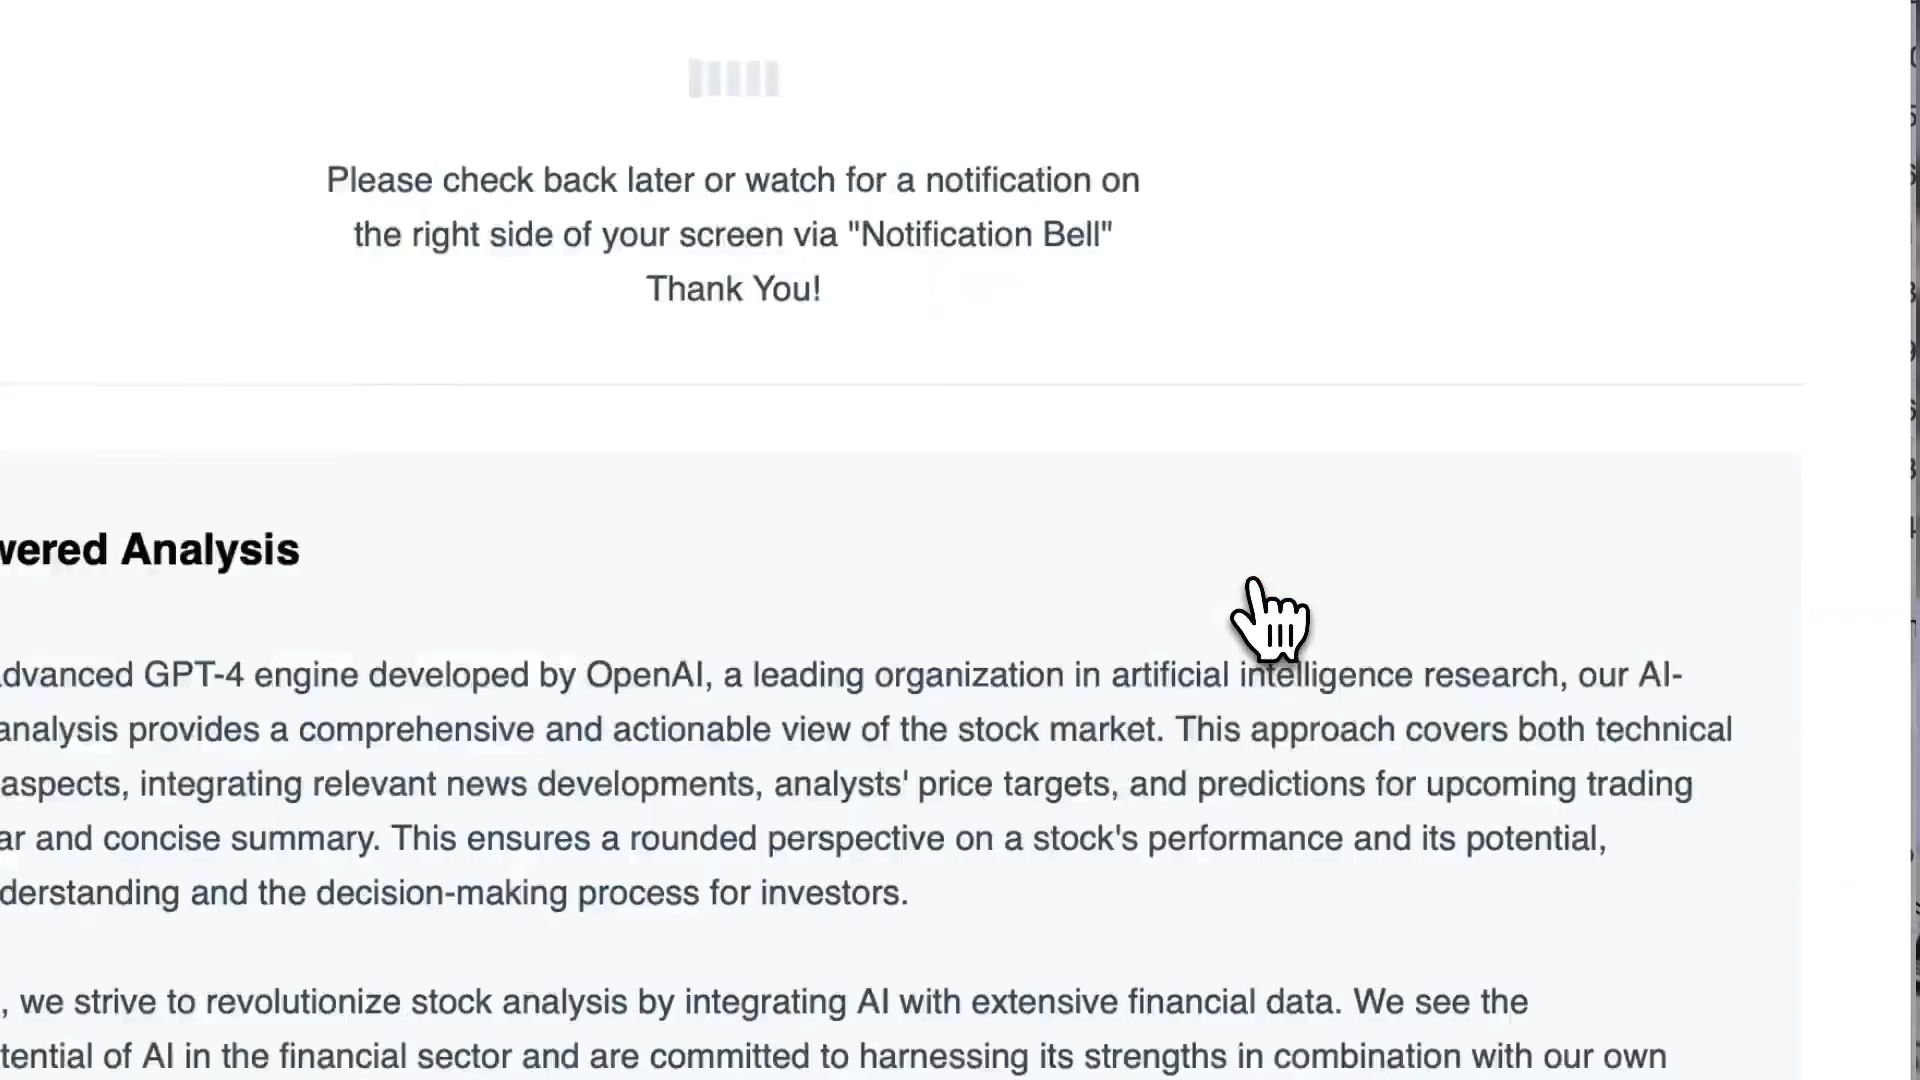 Please check back later or watch for a notification on
the right side of your screen via "Notification Bell"
Thank You!
wered Analysis
dvanced GPT-4 engine developed by OpenAI, a leading organization in artificial intelligence research, our AI-
analysis provides a comprehensive and actionable view of the stock market. This approach covers both technical
aspects, integrating relevant news developments, analysts' price targets, and predictions for upcoming trading
ar and concise summary. This ensures a rounded perspective on a stock's performance and its potential,
derstanding and the decision-making process for investors.
, we strive to revolutionize stock analysis by integrating AI with extensive financial data. We see the
tential of AI in the financial sector and are committed to harnessing its strengths in combination with our own